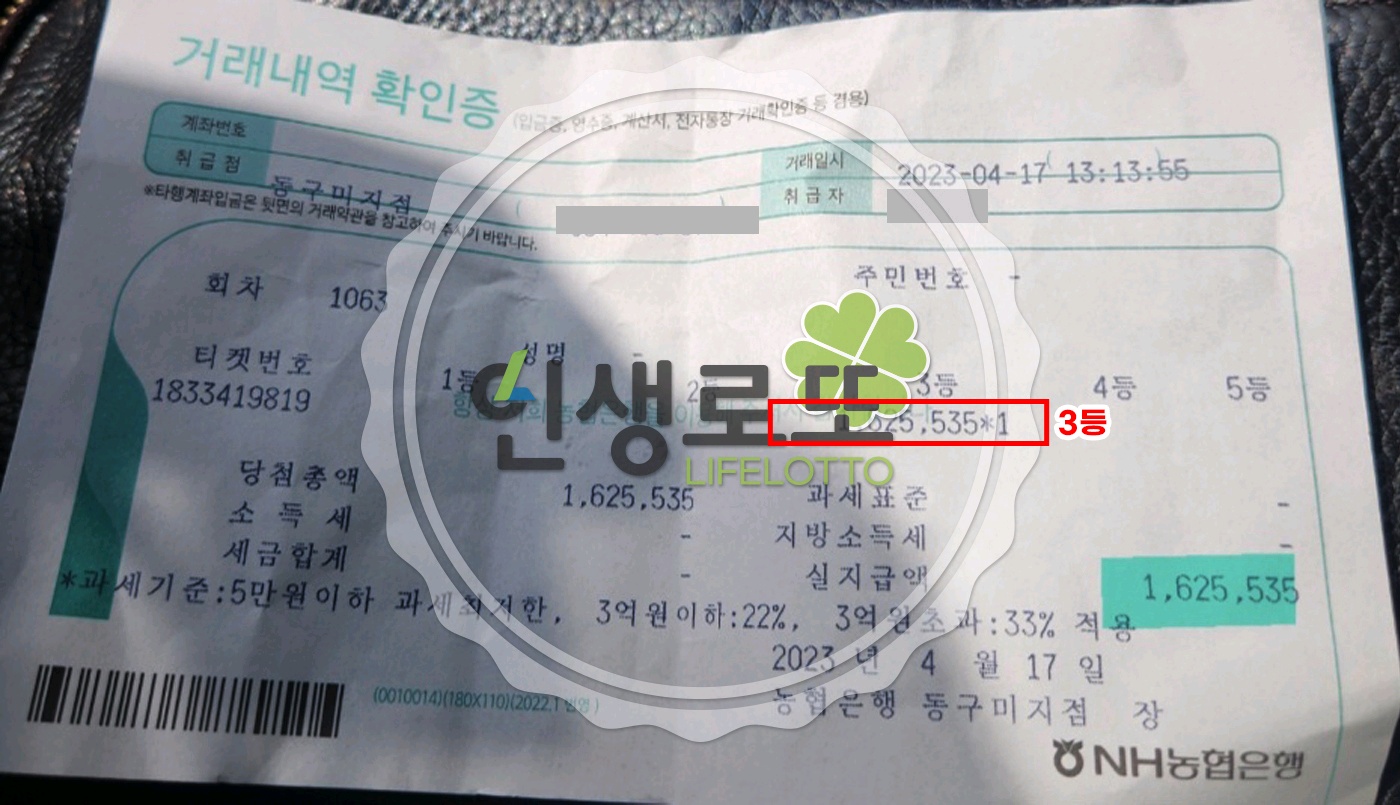 거래내역 확인증 (입금증, 영수증, 계산서, 전자통장 거래확인증 등 겸용)
계좌번호
거래일시 2023-04-17 13:13:55
취급점 동구미지점
취급자
※타행계좌입금은 뒷면의 거래약관을 참고하여 주시기 바랍니다.
회차 1063
주민번호 -
성명 -
티켓번호 1등 2등 3등 4등 5등
1833419819
1,625,535*1 3등
인생로또
LIFELOTTO
당첨총액 1,625,535 과세표준 -
소득세 - 지방소득세 -
세금합계 - 실지급액 1,625,535
*과세기준:5만원이하 과세최저한, 3억원이하:22%, 3억원초과:33% 적용
2023 년 4 월 17 일
농협은행 동구미지점 장
(0010014)(180X110)(2022.1 )
NH농협은행